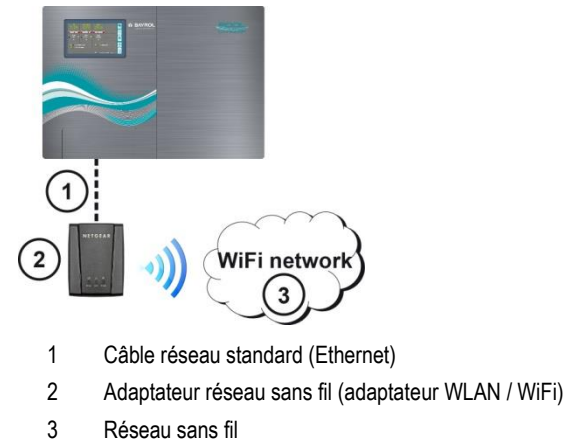 BAYROL
1
NETGEAR
2
WiFi network
3
1 Câble réseau standard (Ethernet)
2 Adaptateur réseau sans fil (adaptateur WLAN / WiFi)
3 Réseau sans fil